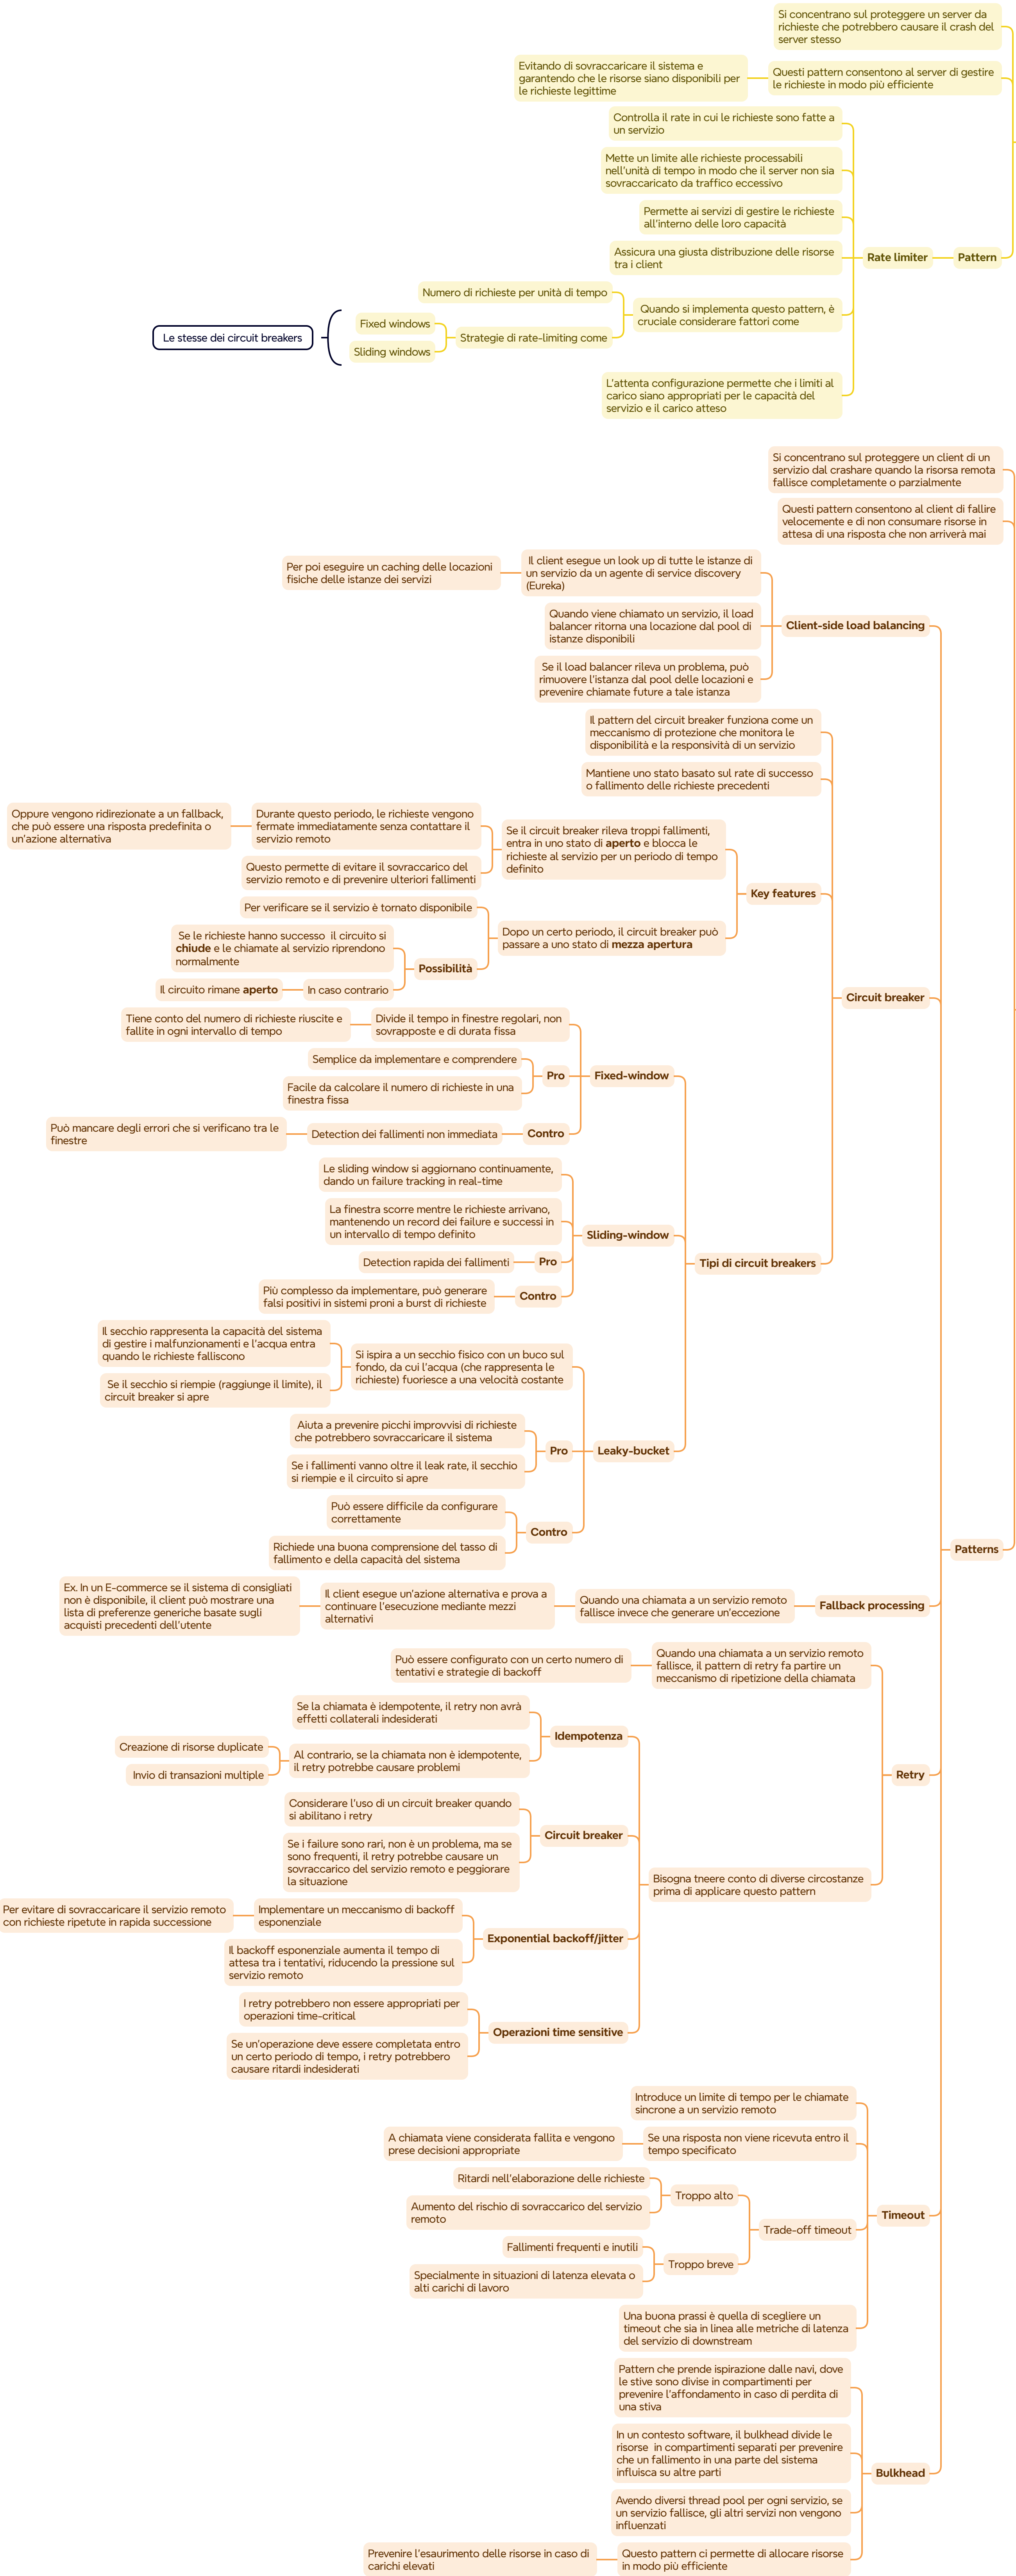 Si concentrano sul proteggere un server da
richieste che potrebbero causare il crash del
server stesso
Questi pattern consentono al server di gestire
le richieste in modo più efficiente
Evitando di sovraccaricare il sistema e
garantendo che le risorse siano disponibili per
le richieste legittime
Pattern
Rate limiter
Controlla il rate in cui le richieste sono fatte a
un servizio
Mette un limite alle richieste processabili
nell'unità di tempo in modo che il server non sia
sovraccaricato da traffico eccessivo
Permette ai servizi di gestire le richieste
all'interno delle loro capacità
Assicura una giusta distribuzione delle risorse
tra i client
Quando si implementa questo pattern, è
cruciale considerare fattori come
Numero di richieste per unità di tempo
Strategie di rate-limiting come
Fixed windows
Sliding windows
Le stesse dei circuit breakers
L'attenta configurazione permette che i limiti al
carico siano appropriati per le capacità del
servizio e il carico atteso
Si concentrano sul proteggere un client di un
servizio dal crashare quando la risorsa remota
fallisce completamente o parzialmente
Questi pattern consentono al client di fallire
velocemente e di non consumare risorse in
attesa di una risposta che non arriverà mai
Patterns
Client-side load balancing
Il client esegue un look up di tutte le istanze di
un servizio da un agente di service discovery
(Eureka)
Per poi eseguire un caching delle locazioni
fisiche delle istanze dei servizi
Quando viene chiamato un servizio, il load
balancer ritorna una locazione dal pool di
istanze disponibili
Se il load balancer rileva un problema, può
rimuovere l'istanza dal pool delle locazioni e
prevenire chiamate future a tale istanza
Circuit breaker
Il pattern del circuit breaker funziona come un
meccanismo di protezione che monitora le
disponibilità e la responsività di un servizio
Mantiene uno stato basato sul rate di successo
o fallimento delle richieste precedenti
Key features
Se il circuit breaker rileva troppi fallimenti,
entra in uno stato di aperto e blocca le
richieste al servizio per un periodo di tempo
definito
Durante questo periodo, le richieste vengono
fermate immediatamente senza contattare il
servizio remoto
Oppure vengono ridirezionate a un fallback,
che può essere una risposta predefinita o
un'azione alternativa
Questo permette di evitare il sovraccarico del
servizio remoto e di prevenire ulteriori fallimenti
Dopo un certo periodo, il circuit breaker può
passare a uno stato di mezza apertura
Per verificare se il servizio è tornato disponibile
Possibilità
Se le richieste hanno successo il circuito si
chiude e le chiamate al servizio riprendono
normalmente
In caso contrario
Il circuito rimane aperto
Tipi di circuit breakers
Fixed-window
Divide il tempo in finestre regolari, non
sovrapposte e di durata fissa
Tiene conto del numero di richieste riuscite e
fallite in ogni intervallo di tempo
Pro
Semplice da implementare e comprendere
Facile da calcolare il numero di richieste in una
finestra fissa
Contro
Detection dei fallimenti non immediata
Può mancare degli errori che si verificano tra le
finestre
Sliding-window
Le sliding window si aggiornano continuamente,
dando un failure tracking in real-time
La finestra scorre mentre le richieste arrivano,
mantenendo un record dei failure e successi in
un intervallo di tempo definito
Pro
Detection rapida dei fallimenti
Contro
Più complesso da implementare, può generare
falsi positivi in sistemi proni a burst di richieste
Leaky-bucket
Si ispira a un secchio fisico con un buco sul
fondo, da cui l'acqua (che rappresenta le
richieste) fuoriesce a una velocità costante
Il secchio rappresenta la capacità del sistema
di gestire i malfunzionamenti e l'acqua entra
quando le richieste falliscono
Se il secchio si riempie (raggiunge il limite), il
circuit breaker si apre
Pro
Aiuta a prevenire picchi improvvisi di richieste
che potrebbero sovraccaricare il sistema
Se i fallimenti vanno oltre il leak rate, il secchio
si riempie e il circuito si apre
Contro
Può essere difficile da configurare
correttamente
Richiede una buona comprensione del tasso di
fallimento e della capacità del sistema
Fallback processing
Quando una chiamata a un servizio remoto
fallisce invece che generare un'eccezione
Il client esegue un'azione alternativa e prova a
continuare l'esecuzione mediante mezzi
alternativi
Ex. In un E-commerce se il sistema di consigliati
non è disponibile, il client può mostrare una
lista di preferenze generiche basate sugli
acquisti precedenti dell'utente
Retry
Quando una chiamata a un servizio remoto
fallisce, il pattern di retry fa partire un
meccanismo di ripetizione della chiamata
Può essere configurato con un certo numero di
tentativi e strategie di backoff
Bisogna tneere conto di diverse circostanze
prima di applicare questo pattern
Idempotenza
Se la chiamata è idempotente, il retry non avrà
effetti collaterali indesiderati
Al contrario, se la chiamata non è idempotente,
il retry potrebbe causare problemi
Creazione di risorse duplicate
Invio di transazioni multiple
Circuit breaker
Considerare l'uso di un circuit breaker quando
si abilitano i retry
Se i failure sono rari, non è un problema, ma se
sono frequenti, il retry potrebbe causare un
sovraccarico del servizio remoto e peggiorare
la situazione
Exponential backoff/jitter
Implementare un meccanismo di backoff
esponenziale
Per evitare di sovraccaricare il servizio remoto
con richieste ripetute in rapida successione
Il backoff esponenziale aumenta il tempo di
attesa tra i tentativi, riducendo la pressione sul
servizio remoto
Operazioni time sensitive
I retry potrebbero non essere appropriati per
operazioni time-critical
Se un'operazione deve essere completata entro
un certo periodo di tempo, i retry potrebbero
causare ritardi indesiderati
Timeout
Introduce un limite di tempo per le chiamate
sincrone a un servizio remoto
Se una risposta non viene ricevuta entro il
tempo specificato
A chiamata viene considerata fallita e vengono
prese decisioni appropriate
Trade-off timeout
Troppo alto
Ritardi nell'elaborazione delle richieste
Aumento del rischio di sovraccarico del servizio
remoto
Troppo breve
Fallimenti frequenti e inutili
Specialmente in situazioni di latenza elevata o
alti carichi di lavoro
Una buona prassi è quella di scegliere un
timeout che sia in linea alle metriche di latenza
del servizio di downstream
Bulkhead
Pattern che prende ispirazione dalle navi, dove
le stive sono divise in compartimenti per
prevenire l'affondamento in caso di perdita di
una stiva
In un contesto software, il bulkhead divide le
risorse in compartimenti separati per prevenire
che un fallimento in una parte del sistema
influisca su altre parti
Avendo diversi thread pool per ogni servizio, se
un servizio fallisce, gli altri servizi non vengono
influenzati
Questo pattern ci permette di allocare risorse
in modo più efficiente
Prevenire l'esaurimento delle risorse in caso di
carichi elevati